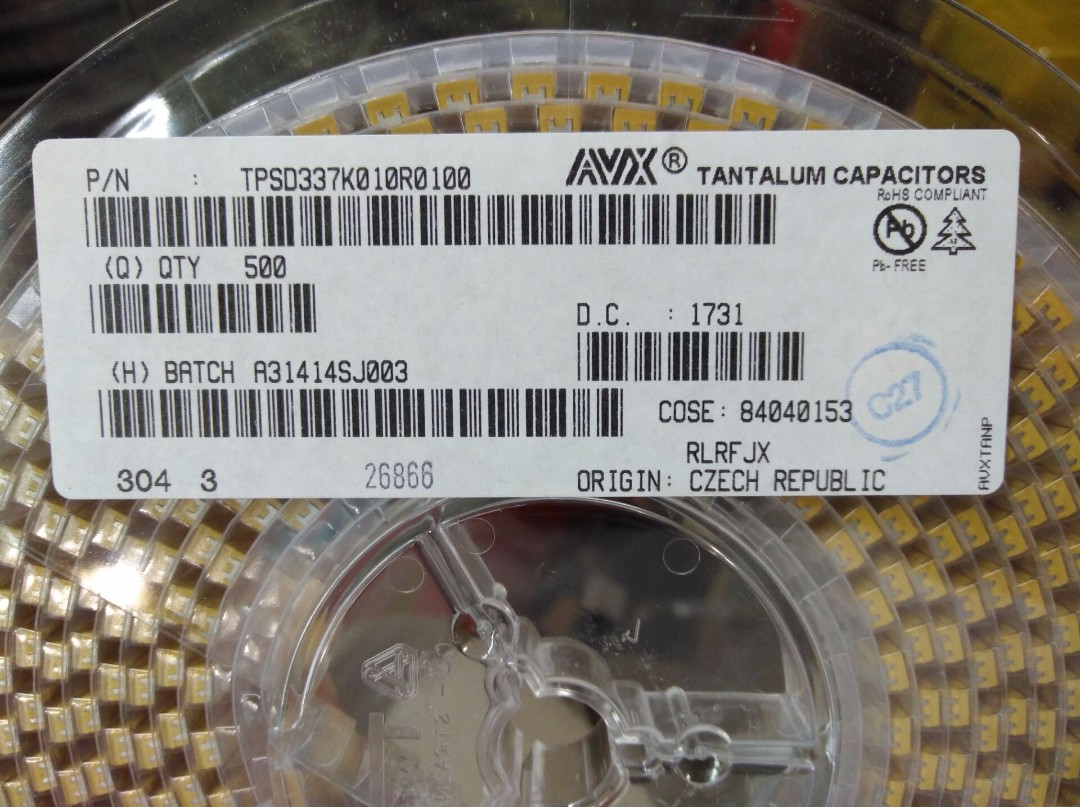 P/N : TPSD337K010R0100
AVX® TANTALUM CAPACITORS
RoHS COMPLIANT
Pb
Pb-FREE
(Q) QTY 500
D.C. : 1731
(H) BATCH A31414SJ003
COSE: 84040153
C27
RLRFJX
304 3
26866
ORIGIN: CZECH REPUBLIC
AVXTANP